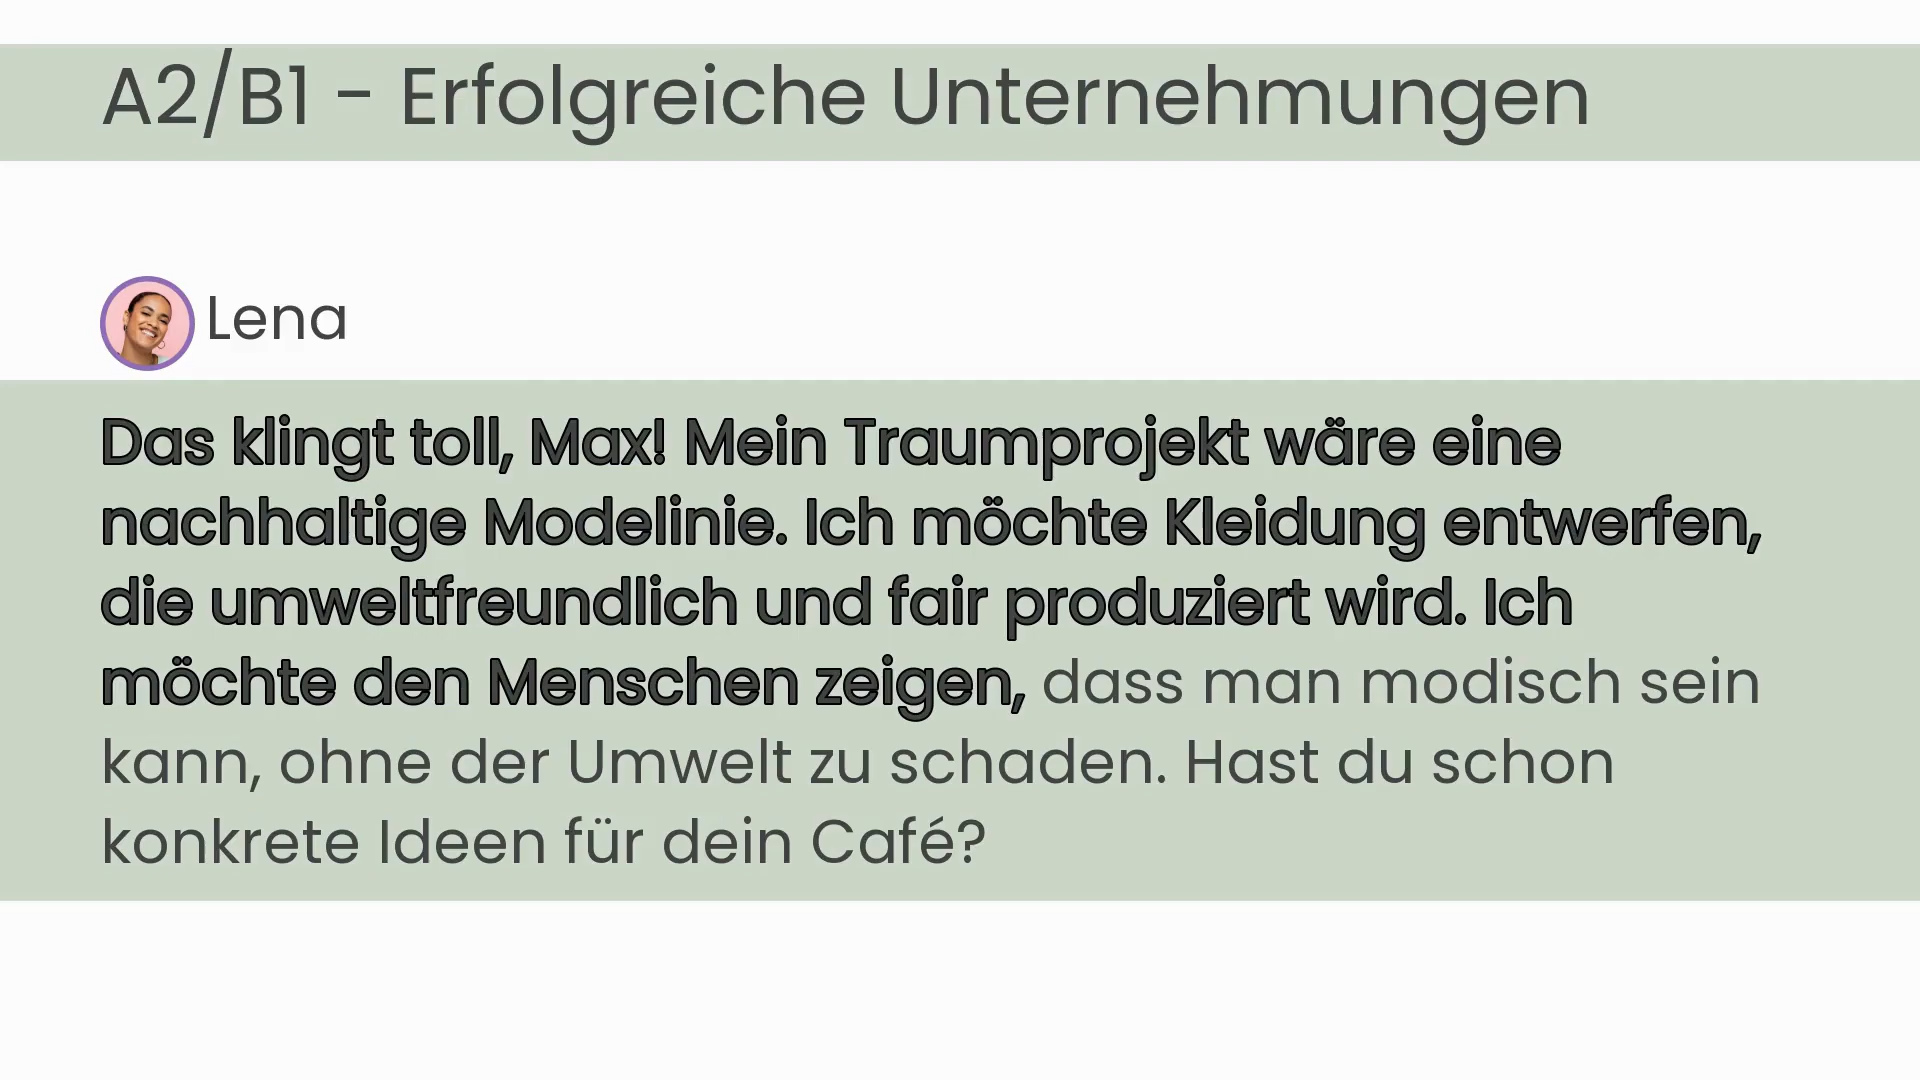 A2/B1 - Erfolgreiche Unternehmungen
Lena
Das klingt toll, Max! Mein Traumprojekt wäre eine
nachhaltige Modelinie. Ich möchte Kleidung entwerfen,
die umweltfreundlich und fair produziert wird. Ich
möchte den Menschen zeigen, dass man modisch sein
kann, ohne der Umwelt zu schaden. Hast du schon
konkrete Ideen für dein Café?